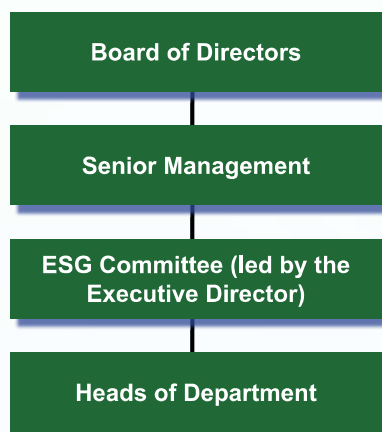 Board of Directors
Senior Management
ESG Committee (led by the
Executive Director)
Heads of Department